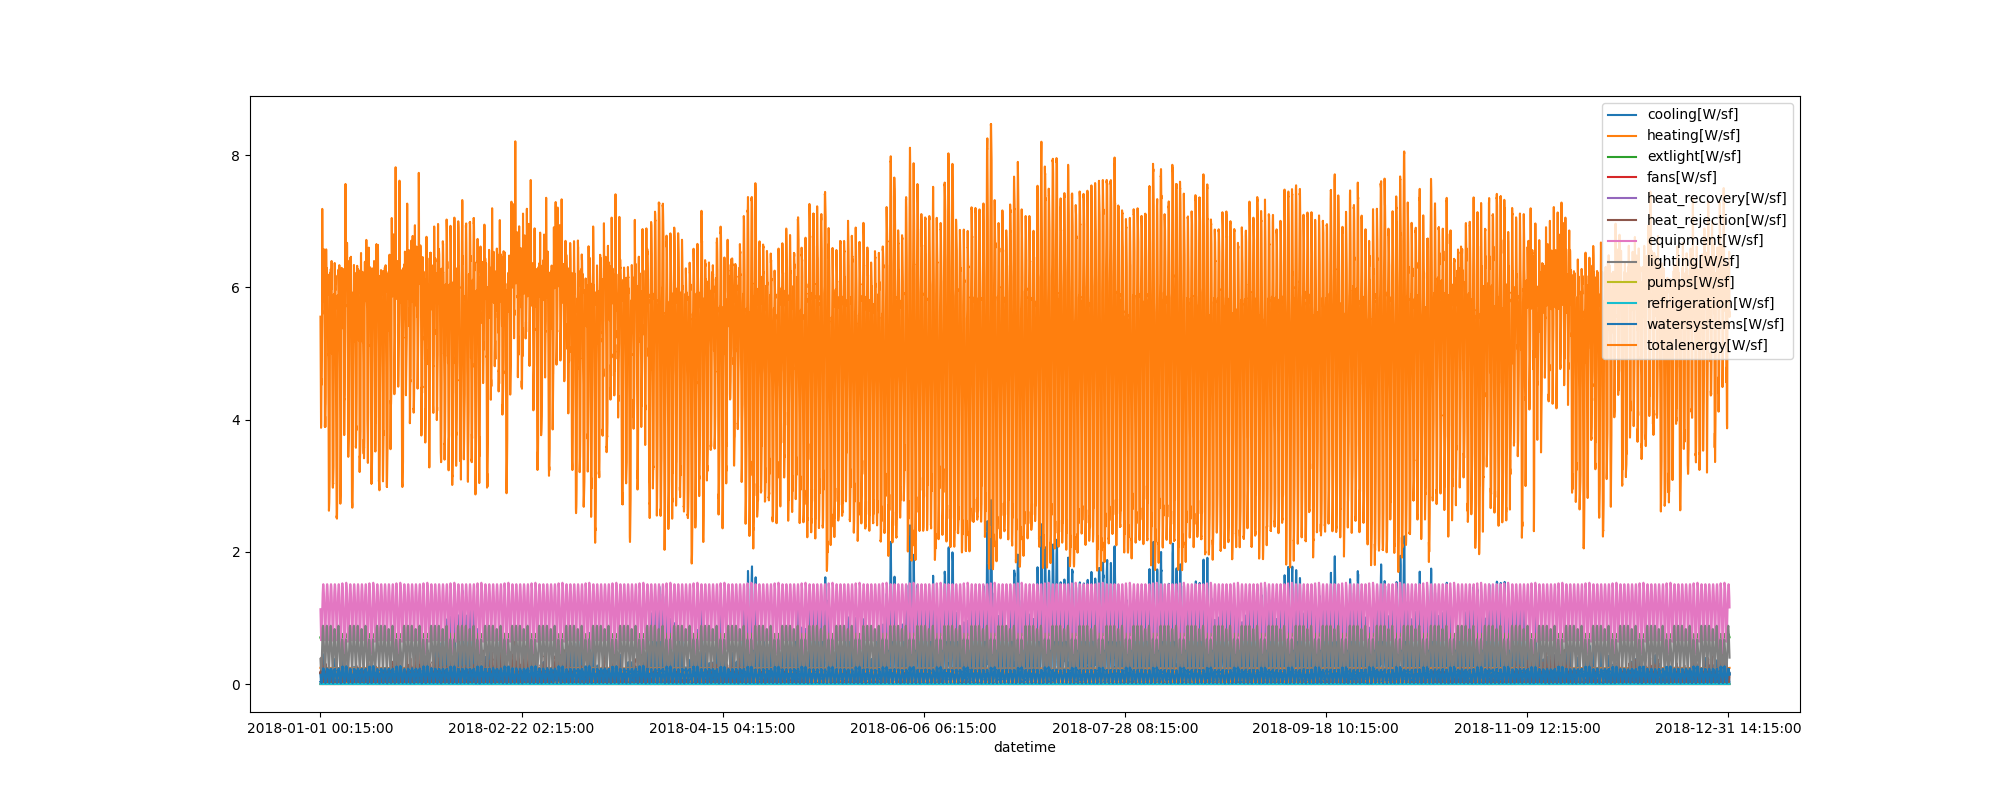 8
6
4
2
0
cooling[W/sf]
heating[W/sf]
extlight[W/sf]
fans[W/sf]
heat_recovery[W/sf]
heat_rejection[W/sf]
equipment[W/sf]
lighting[W/sf]
pumps[W/sf]
refrigeration[W/sf]
watersystems[W/sf]
totalenergy[W/sf]
2018-01-01 00:15:00 2018-02-22 02:15:00 2018-04-15 04:15:00 2018-06-06 06:15:00 2018-07-28 08:15:00 2018-09-18 10:15:00 2018-11-09 12:15:00 2018-12-31 14:15:00
datetime